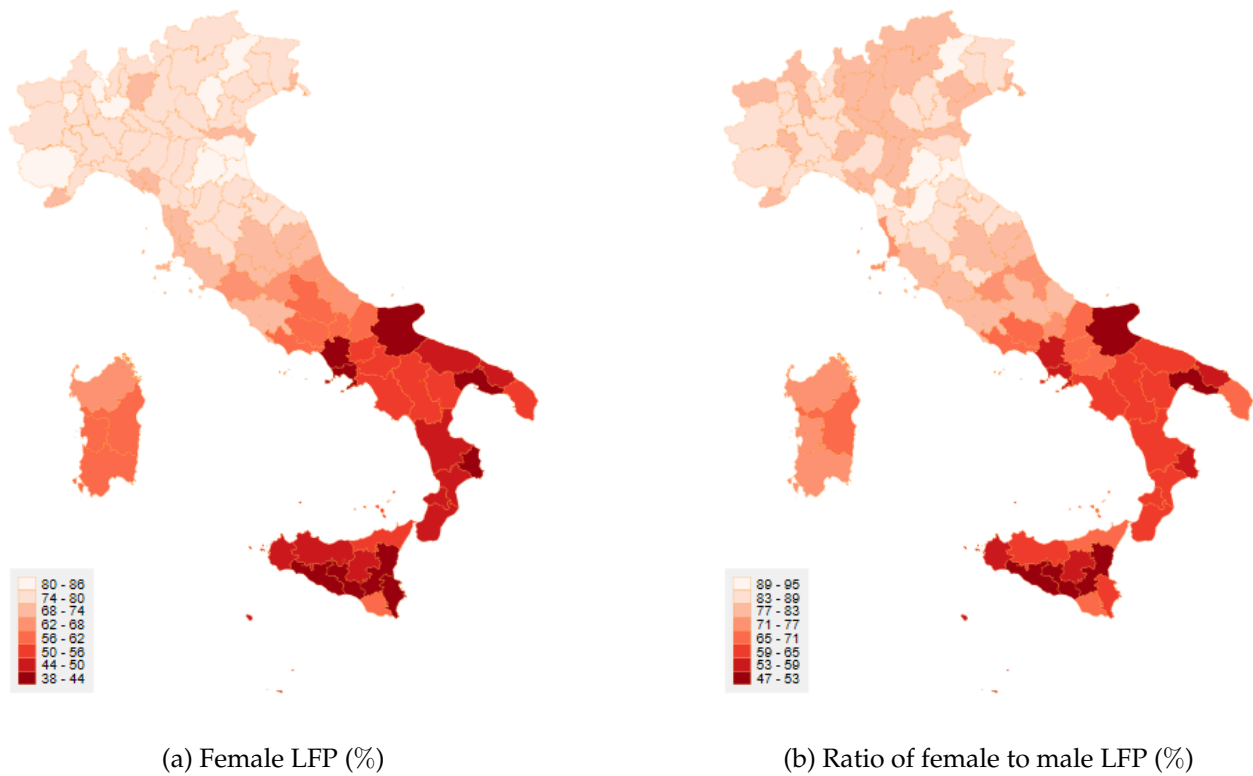 80 - 86
74 - 80
68 - 74
62 - 68
56 - 62
50 - 56
44 - 50
38 - 44
89 - 95
83 - 89
77 - 83
71 - 77
65 - 71
59 - 65
53 - 59
47 - 53
(a) Female LFP (%)
(b) Ratio of female to male LFP (%)